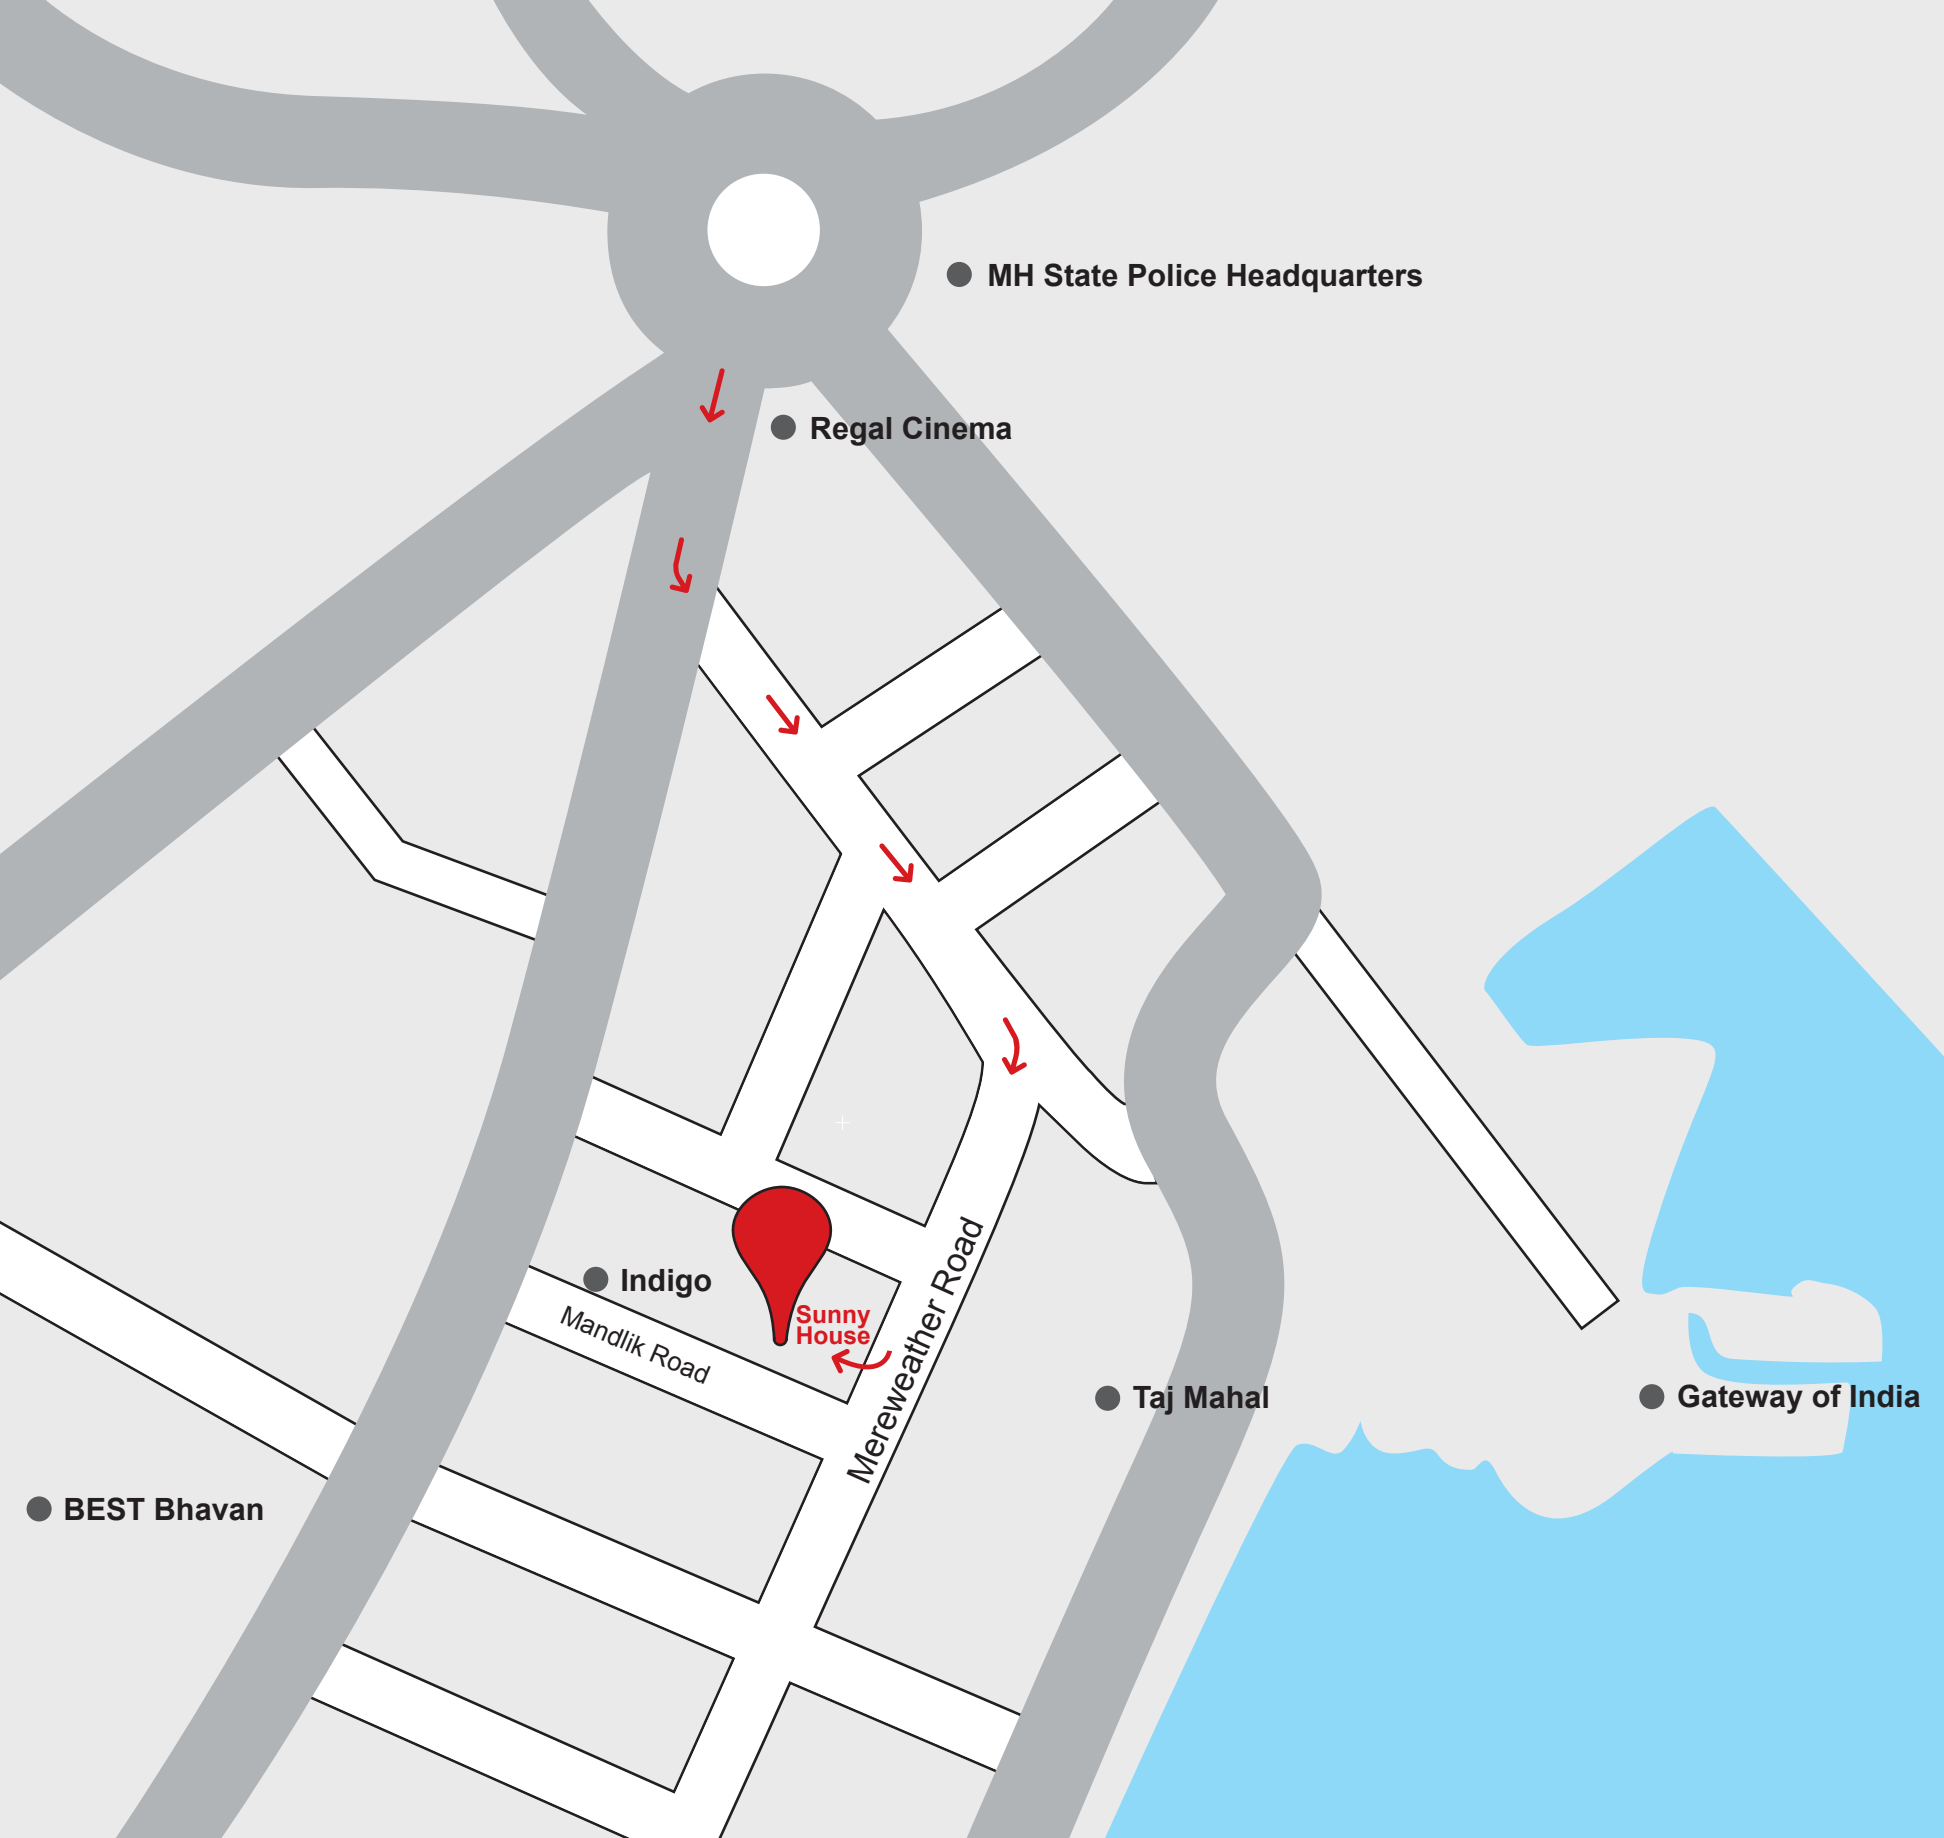 MH State Police Headquarters
Regal Cinema
Indigo
Mandlik Road
Sunny
House
Mereweather Road
Taj Mahal
Gateway of India
BEST Bhavan